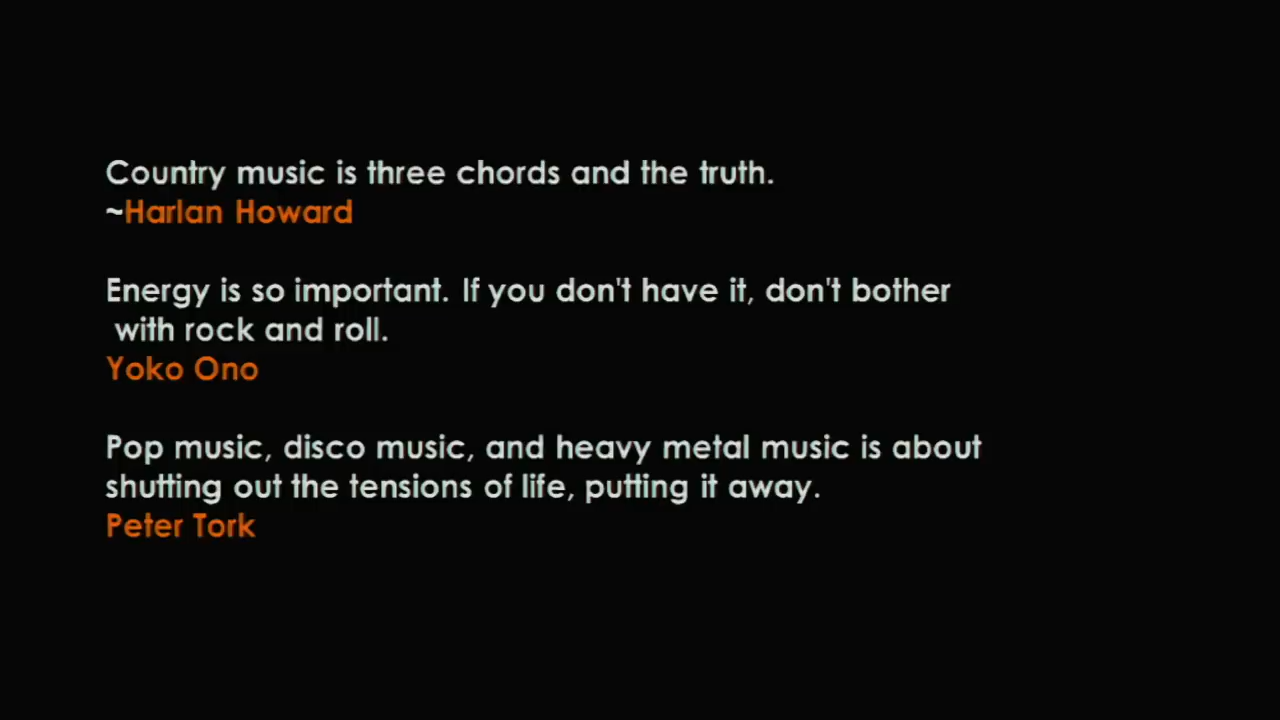 Country music is three chords and the truth.
~Harlan Howard
Energy is so important. If you don't have it, don't bother
with rock and roll.
Yoko Ono
Pop music, disco music, and heavy metal music is about
shutting out the tensions of life, putting it away.
Peter Tork